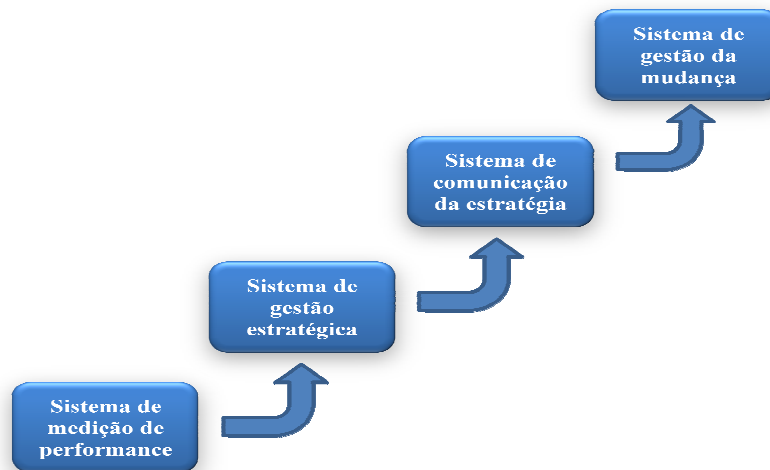 Sistema de
gestão da
mudança
Sistema de
comunicação
da estratégia
Sistema de
gestão
estratégica
Sistema de
medição de
performance